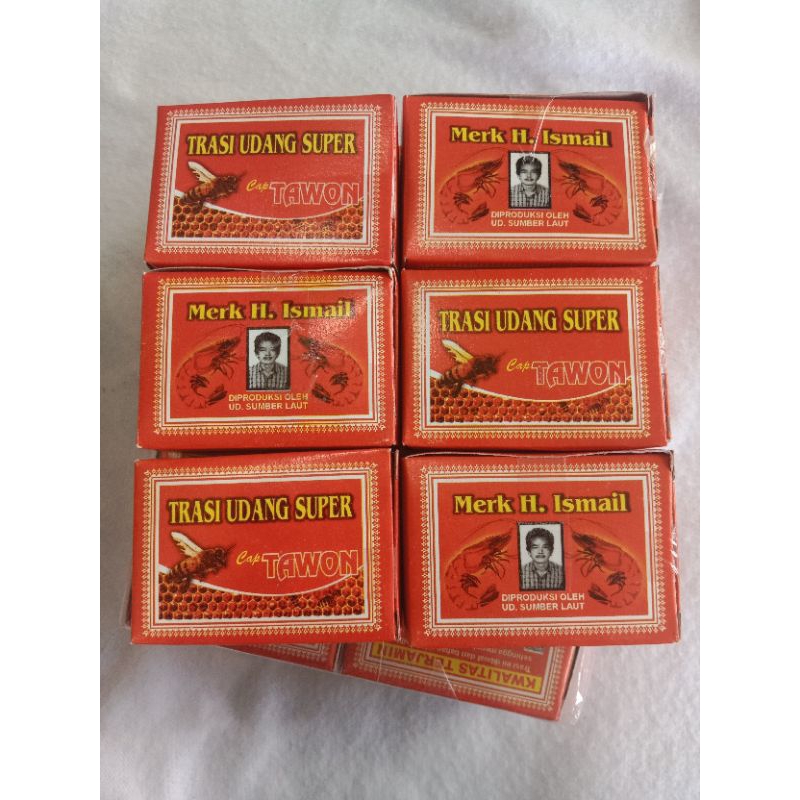 TRASI UDANG SUPER
Cap TAWON
Merk H. Ismail
DIPRODUKSI OLEH
UD. SUMBER LAUT
Merk H. Ismail
DIPRODUKSI OLEH
UD. SUMBER LAUT
TRASI UDANG SUPER
Cap TAWON
TRASI UDANG SUPER
Cap TAWON
Merk H. Ismail
DIPRODUKSI OLEH
UD. SUMBER LAUT
KWALITAS TERJAMIN